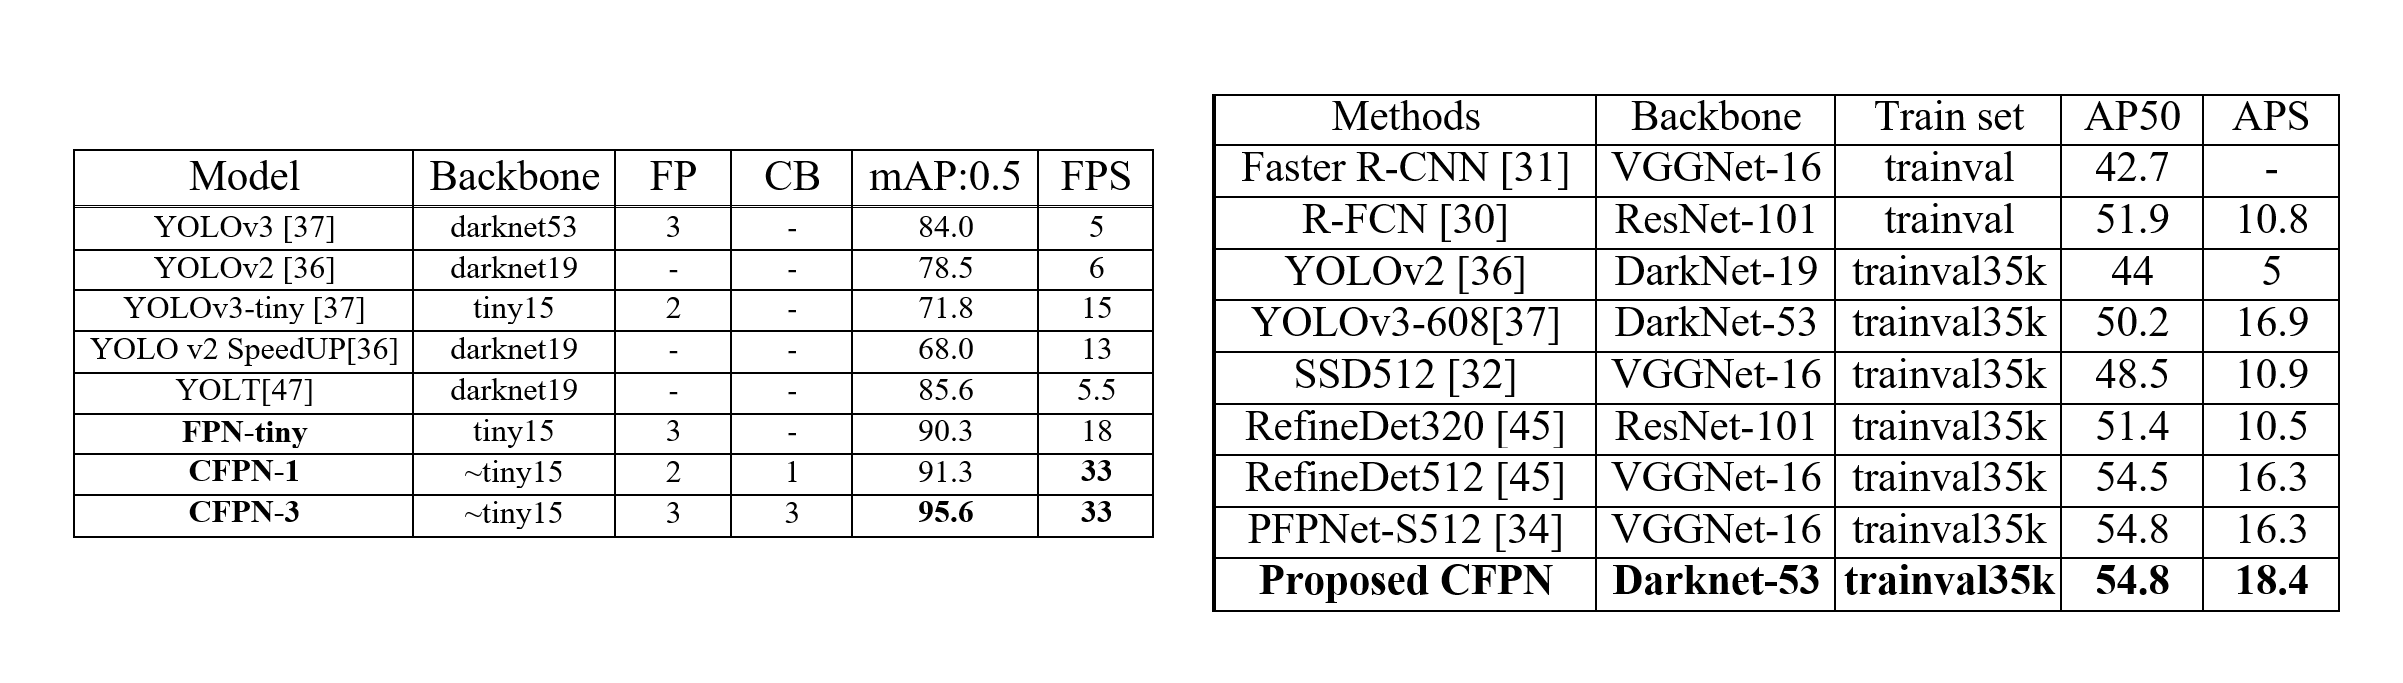 Model Backbone FP CB mAP:0.5 FPS
YOLOv3 [37] darknet53 3 - 84.0 5
YOLOv2 [36] darknet19 - - 78.5 6
YOLOv3-tiny [37] tiny15 2 - 71.8 15
YOLO v2 SpeedUP[36] darknet19 - - 68.0 13
YOLT[47] darknet19 - - 85.6 5.5
FPN-tiny tiny15 3 - 90.3 18
CFPN-1 ~tiny15 2 1 91.3 33
CFPN-3 ~tiny15 3 3 95.6 33
Methods Backbone Train set AP50 APS
Faster R-CNN [31] VGGNet-16 trainval 42.7 -
R-FCN [30] ResNet-101 trainval 51.9 10.8
YOLOv2 [36] DarkNet-19 trainval35k 44 5
YOLOv3-608[37] DarkNet-53 trainval35k 50.2 16.9
SSD512 [32] VGGNet-16 trainval35k 48.5 10.9
RefineDet320 [45] ResNet-101 trainval35k 51.4 10.5
RefineDet512 [45] VGGNet-16 trainval35k 54.5 16.3
PFPNet-S512 [34] VGGNet-16 trainval35k 54.8 16.3
Proposed CFPN Darknet-53 trainval35k 54.8 18.4